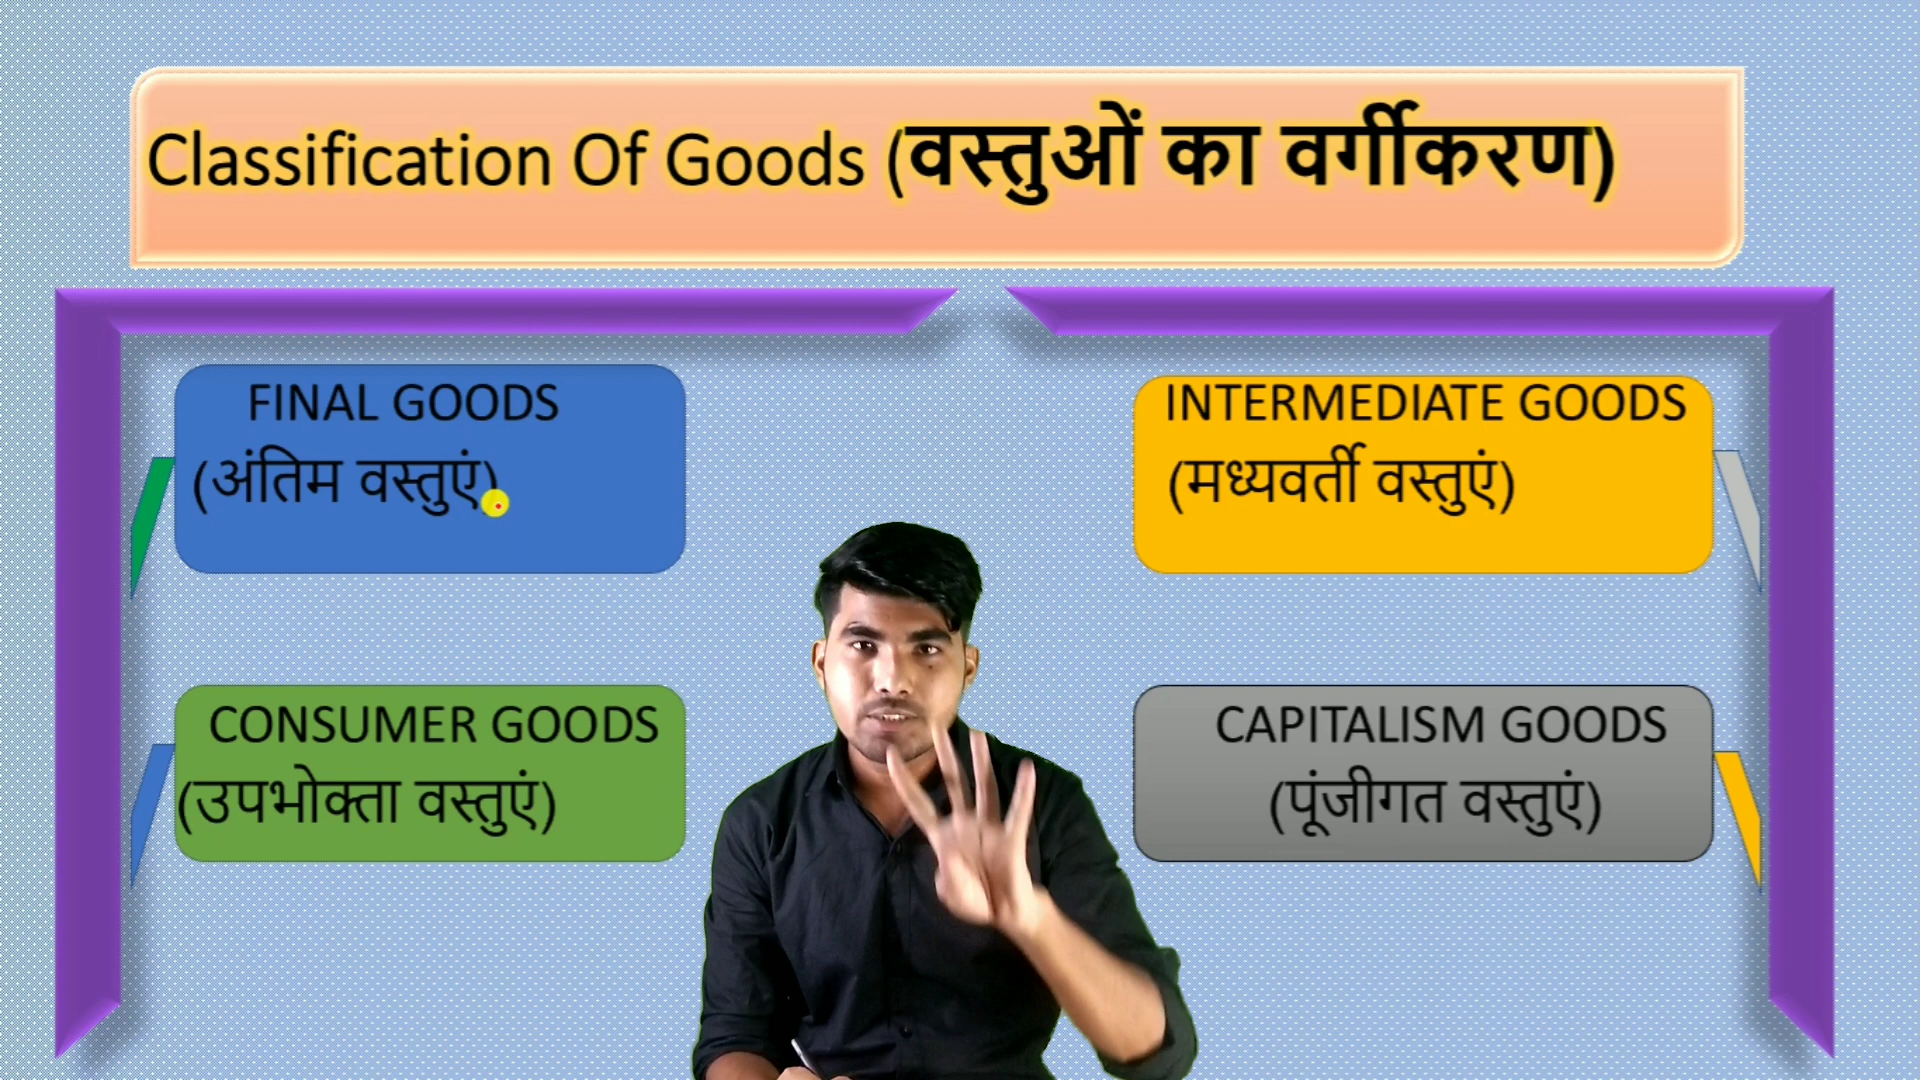 Classification Of Goods (वस्तुओं का वर्गीकरण)
FINAL GOODS
(अंतिम वस्तुएं)
INTERMEDIATE GOODS
(मध्यवर्ती वस्तुएं)
CONSUMER GOODS
(उपभोक्ता वस्तुएं)
CAPITALISM GOODS
(पूंजीगत वस्तुएं)